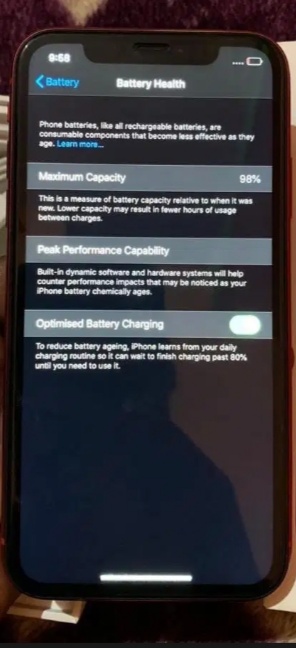 9:58
Battery
Battery Health
Phone batteries, like all rechargeable batteries, are
consumable components that become less effective as they
age. Learn more...
Maximum Capacity 98%
This is a measure of battery capacity relative to when it was
new. Lower capacity may result in fewer hours of usage
between charges.
Peak Performance Capability
Built-in dynamic software and hardware systems will help
counter performance impacts that may be noticed as your
iPhone battery chemically ages.
Optimised Battery Charging
To reduce battery ageing, iPhone learns from your daily
charging routine so it can wait to finish charging past 80%
until you need to use it.